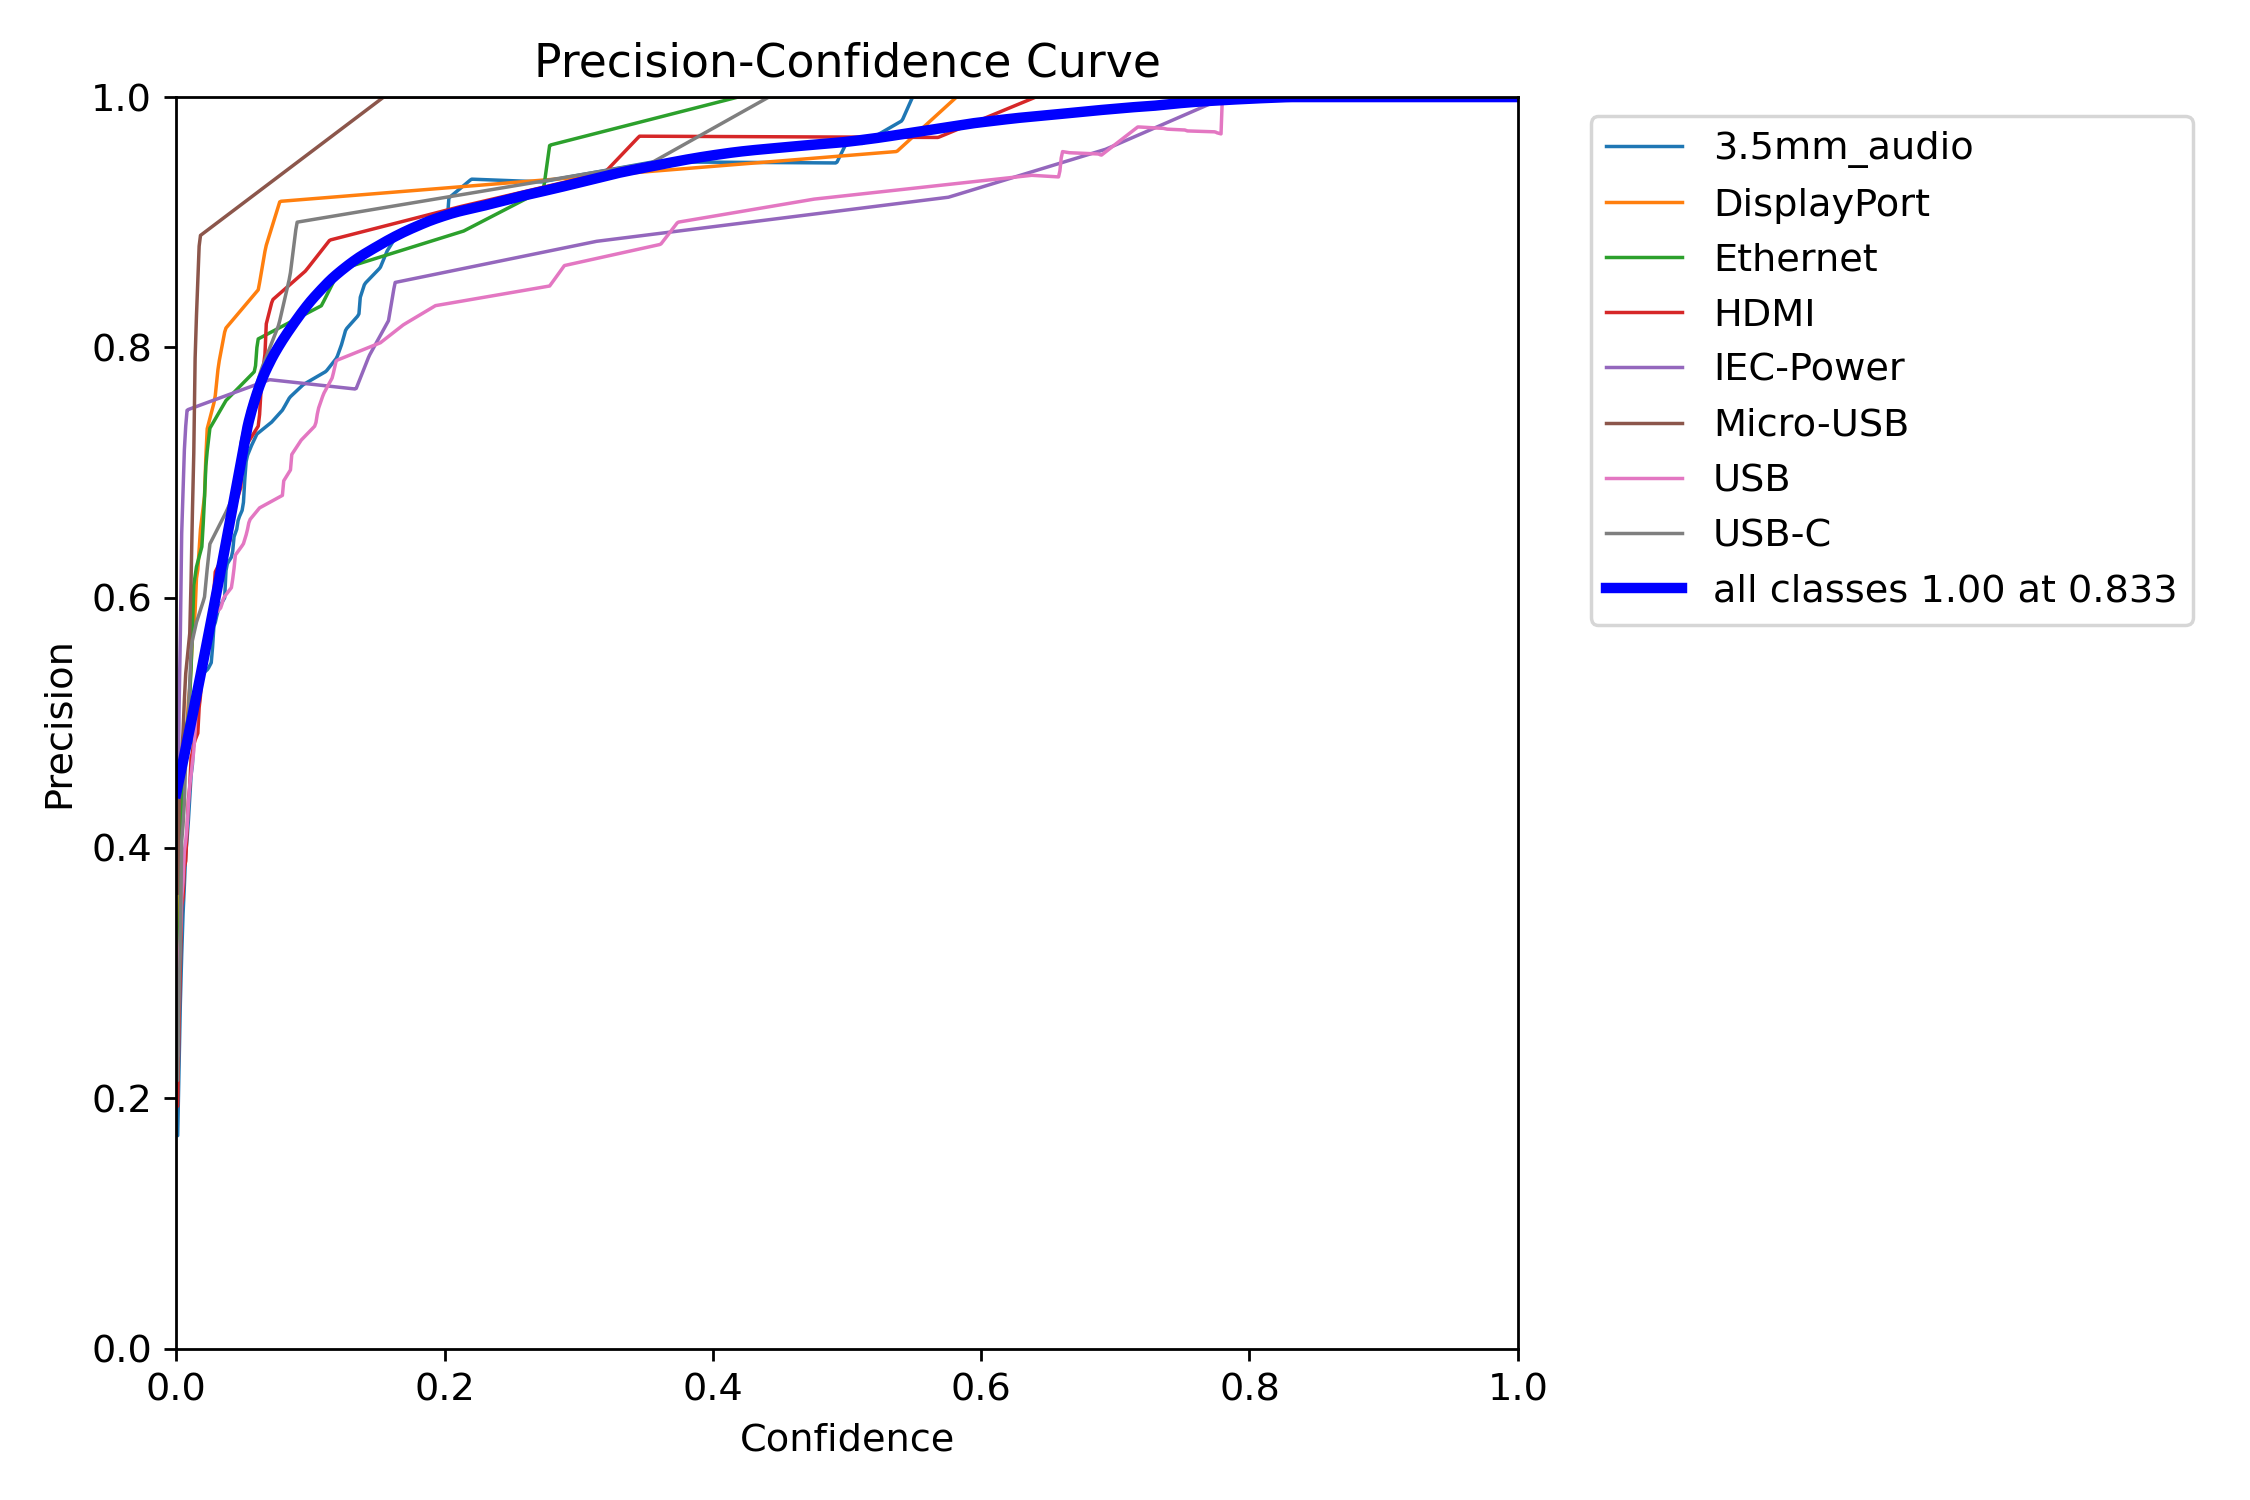 Precision-Confidence Curve
1.0
0.8
0.6
0.4
0.2
0.0
Precision
0.0 0.2 0.4 0.6 0.8 1.0
Confidence
3.5mm_audio
DisplayPort
Ethernet
HDMI
IEC-Power
Micro-USB
USB
USB-C
all classes 1.00 at 0.833